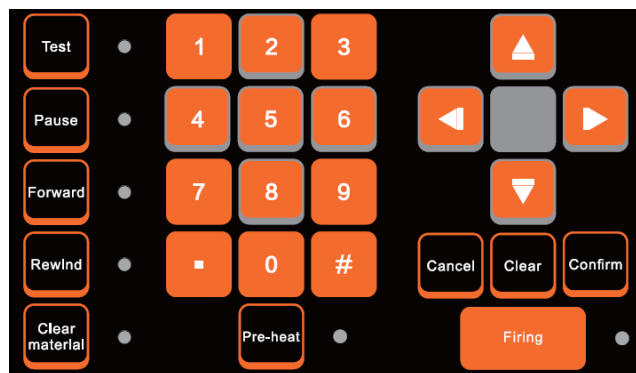 Test
1 2 3
Pause
4 5 6
Forward
7 8 9
Rewind
. 0 #
Cancel Clear Confirm
Clear
material
Pre-heat
Firing